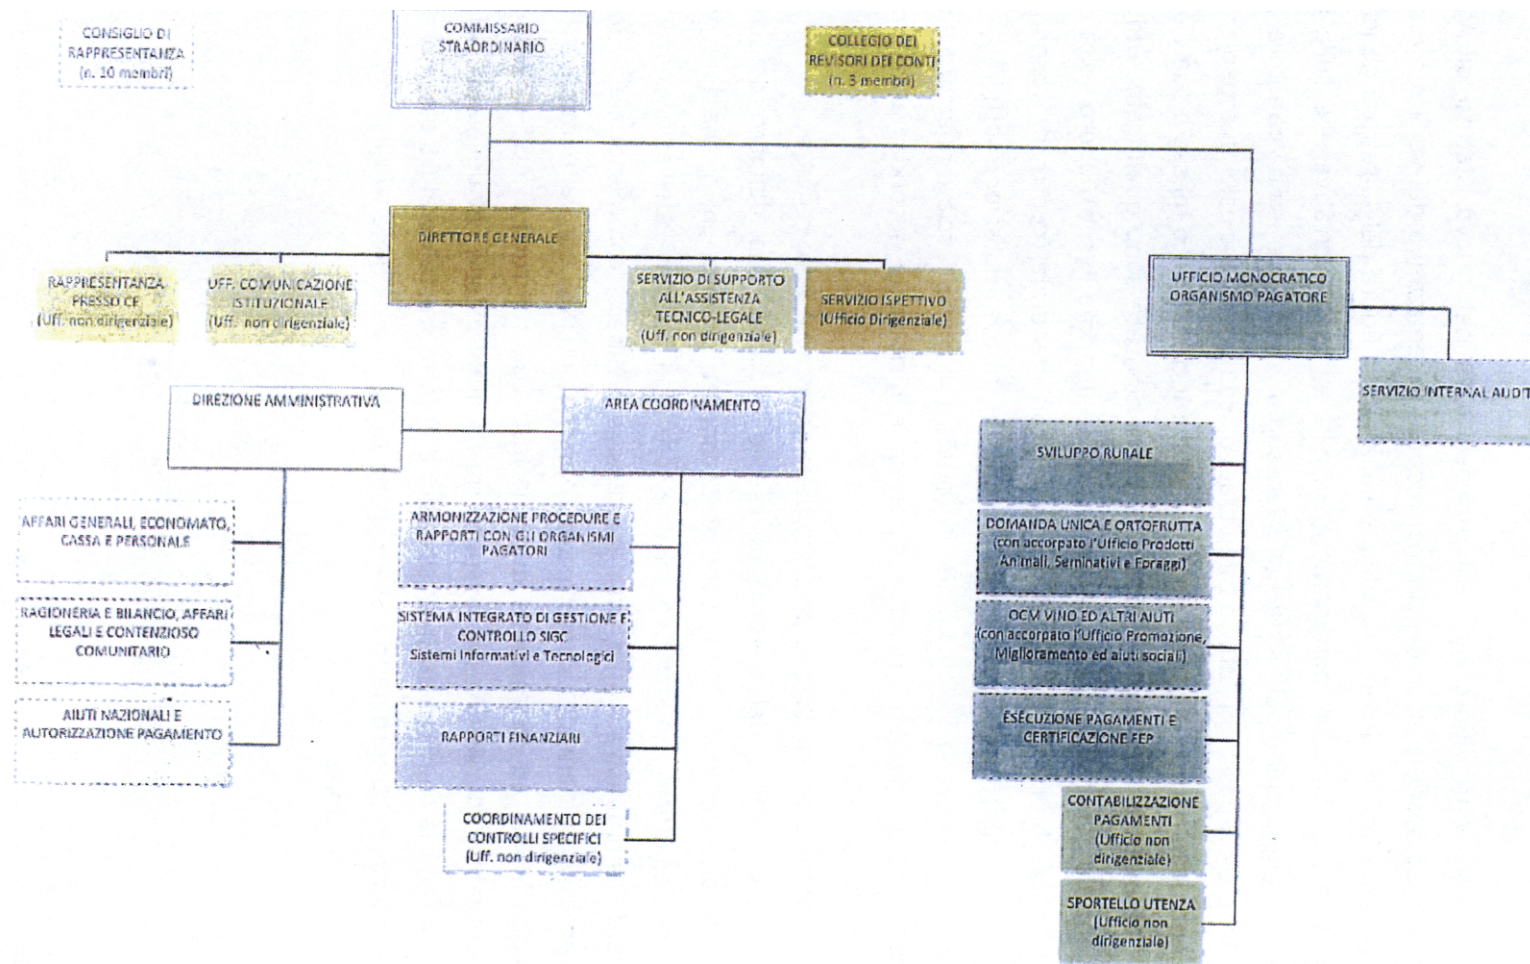 CONSIGLIO DI
RAPPRESENTANZA
(n. 10 membri)
COMMISSARIO
STRAORDINARIO
COLLEGIO DEI
REVISORI DEI CONTI
(n. 3 membri)
DIRETTORE GENERALE
RAPPRESENTANZA
PRESSO CE
(Uff. non dirigenziale)
UFF. COMUNICAZIONE
ISTITUZIONALE
(Uff. non dirigenziale)
SERVIZIO DI SUPPORTO
ALL'ASSISTENZA
TECNICO-LEGALE
(Uff. non dirigenziale)
SERVIZIO ISPETTIVO
(Ufficio Dirigenziale)
UFFICIO MONOCRATICO
ORGANISMO PAGATORE
SERVIZIO INTERNAL AUDIT
DIREZIONE AMMINISTRATIVA
AREA COORDINAMENTO
AFFARI GENERALI, ECONOMATO,
CASSA E PERSONALE
RAGIONERIA E BILANCIO, AFFARI
LEGALI E CONTENZIOSO
COMUNITARIO
AIUTI NAZIONALI E
AUTORIZZAZIONE PAGAMENTO
ARMONIZZAZIONE PROCEDURE E
RAPPORTI CON GLI ORGANISMI
PAGATORI
SISTEMA INTEGRATO DI GESTIONE E
CONTROLLO SIGC
Sistemi Informativi e Tecnologici
RAPPORTI FINANZIARI
COORDINAMENTO DEI
CONTROLLI SPECIFICI
(Uff. non dirigenziale)
SVILUPPO RURALE
DOMANDA UNICA E ORTOFRUTTA
(con accorpato l'Ufficio Prodotti
Animali, Seminativi e Foraggi)
OCM VINO ED ALTRI AIUTI
(con accorpato l'Ufficio Promozione,
Miglioramento ed aiuti sociali)
ESECUZIONE PAGAMENTI E
CERTIFICAZIONE FEP
CONTABILIZZAZIONE
PAGAMENTI
(Ufficio non
dirigenziale)
SPORTELLO UTENZA
(Ufficio non
dirigenziale)